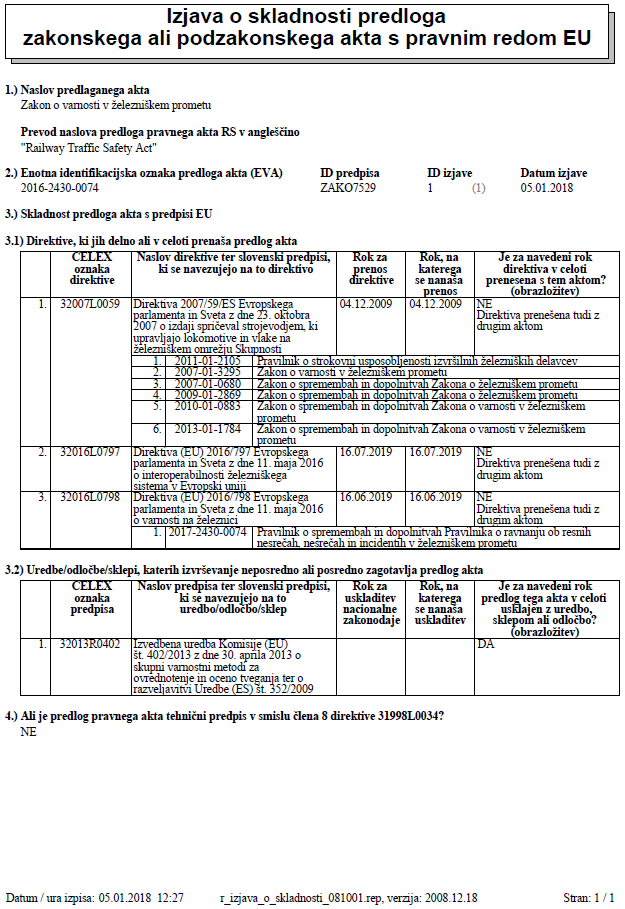 Izjava o skladnosti predloga
zakonskega ali podzakonskega akta s pravnim redom EU
1.) Naslov predlaganega akta
Zakon o varnosti v železniškem prometu
Prevod naslova predloga pravnega akta RS v angleščino
"Railway Traffic Safety Act"
2.) Enotna identifikacijska oznaka predloga akta (EVA) ID predpisa ID izjave Datum izjave
2016-2430-0074 ZAKO7529 1 (1) 05.01.2018
3.) Skladnost predloga akta s predpisi EU
3.1) Direktive, ki jih delno ali v celoti prenaša predlog akta
CELEX oznaka direktive
Naslov direktive ter slovenski predpisi,
ki se navezujejo na to direktivo
Rok za
prenos
direktive
Rok, na
katerega
se nanaša
prenos
Je za navedeni rok
direktiva v celoti
prenesena s tem aktom?
(obrazložitev)
1. 32007L0059
Direktiva 2007/59/ES Evropskega
parlamenta in Sveta z dne 23. oktobra
2007 o izdaji spričeval strojevodjem, ki
upravljajo lokomotive in vlake na
železniškem omrežju Skupnosti
04.12.2009 04.12.2009
NE
Direktiva prenešena tudi z
drugim aktom
1. 2011-01-2105 Pravilnik o strokovni usposobljenosti izvršilnih železniških delavcev
2. 2007-01-3295 Zakon o varnosti v železniškem prometu
3. 2007-01-0680 Zakon o spremembah in dopolnitvah Zakona o železniškem prometu
4. 2009-01-2869 Zakon o spremembah in dopolnitvah Zakona o železniškem prometu
5. 2010-01-0883 Zakon o spremembah in dopolnitvah Zakona o varnosti v železniškem
prometu
6. 2013-01-1784 Zakon o spremembah in dopolnitvah Zakona o varnosti v železniškem
prometu
2. 32016L0797
Direktiva (EU) 2016/797 Evropskega
parlamenta in Sveta z dne 11. maja 2016
o interoperabilnosti železniškega
sistema v Evropski uniji
16.07.2019 16.07.2019
NE
Direktiva prenešena tudi z
drugim aktom
3. 32016L0798
Direktiva (EU) 2016/798 Evropskega
parlamenta in Sveta z dne 11. maja 2016
o varnosti na železnici
16.06.2019 16.06.2019
NE
Direktiva prenešena tudi z
drugim aktom
1. 2017-2430-0074 Pravilnik o spremembah in dopolnitvah Pravilnika o ravnanju ob resnih
nesrečah, nesrečah in incidentih v železniškem prometu
3.2) Uredbe/odločbe/sklepi, katerih izvrševanje neposredno ali posredno zagotavlja predlog akta
CELEX
oznaka
predpisa
Naslov predpisa ter slovenski predpisi,
ki se navezujejo na to
uredbo/odločbo/sklep
Rok za
uskladitev
nacionalne
zakonodaje
Rok, na
katerega
se nanaša
uskladitev
Je za navedeni rok
predlog tega akta v celoti
usklajen z uredbo,
sklepom ali odločbo?
(obrazložitev)
1. 32013R0402
Izvedbena uredba Komisije (EU)
št. 402/2013 z dne 30. aprila 2013 o
skupni varnostni metodi za
ovrednotenje in oceno tveganja ter o
razveljavitvi Uredbe (ES) št. 352/2009
DA
4.) Ali je predlog pravnega akta tehnični predpis v smislu člena 8 direktive 31998L0034?
NE
Datum / ura izpisa: 05.01.2018 12:27 r_izjava_o_skladnosti_081001.rep, verzija: 2008.12.18 Stran: 1 / 1